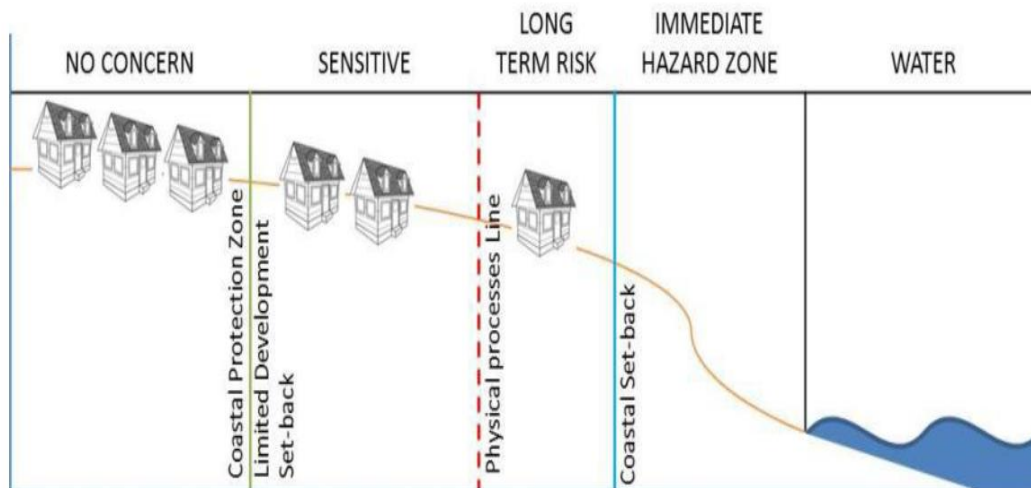 NO CONCERN
SENSITIVE
LONG
TERM RISK
IMMEDIATE
HAZARD ZONE
WATER
Coastal Protection Zone
Limited Development
Set-back
Physical processes Line
Coastal Set-back